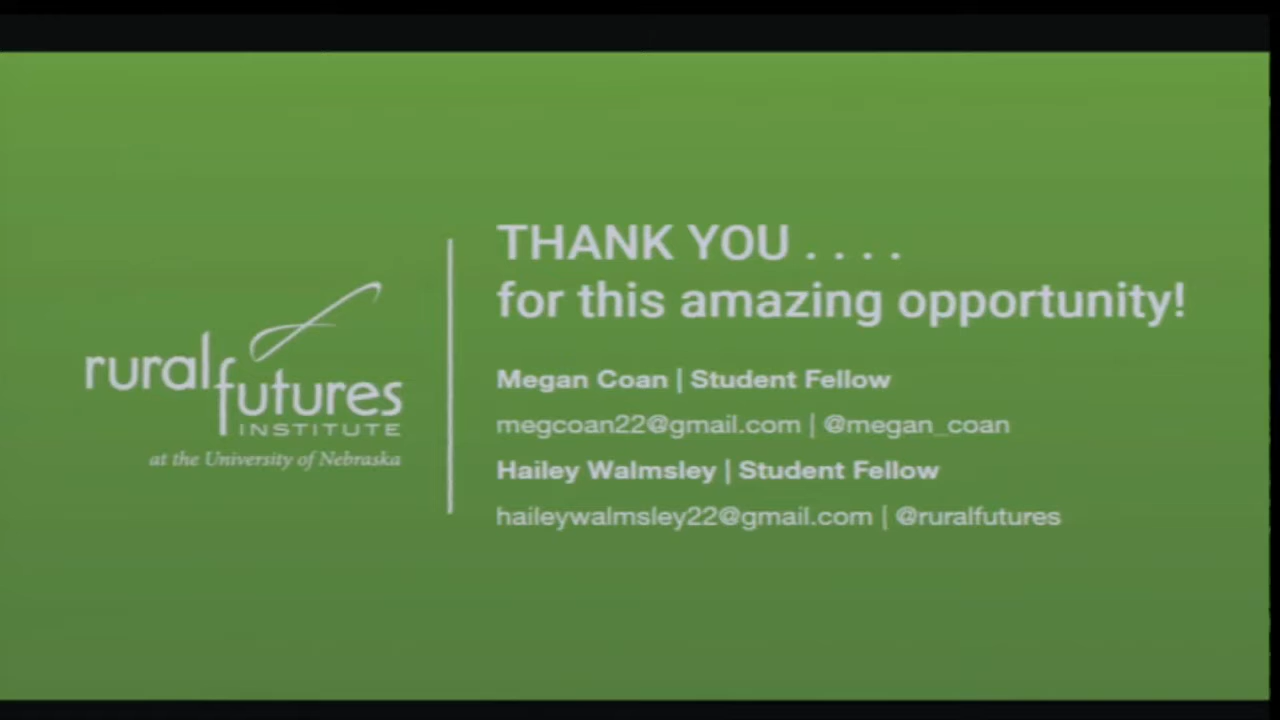 rural futures
INSTITUTE
at the University of Nebraska
THANK YOU . . . .
for this amazing opportunity!
Megan Coan | Student Fellow
megcoan22@gmail.com | @megan_coan
Hailey Walmsley | Student Fellow
haileywalmsley22@gmail.com | @ruralfutures